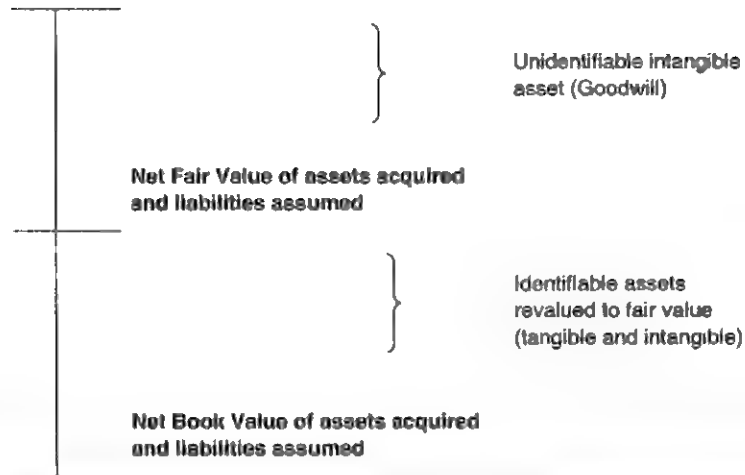 Unidentifiable intangible
asset (Goodwill)
Net Fair Value of assets acquired
and liabilities assumed
Identifiable assets
revalued to fair value
(tangible and intangible)
Net Book Value of assets acquired
and liabilities assumed